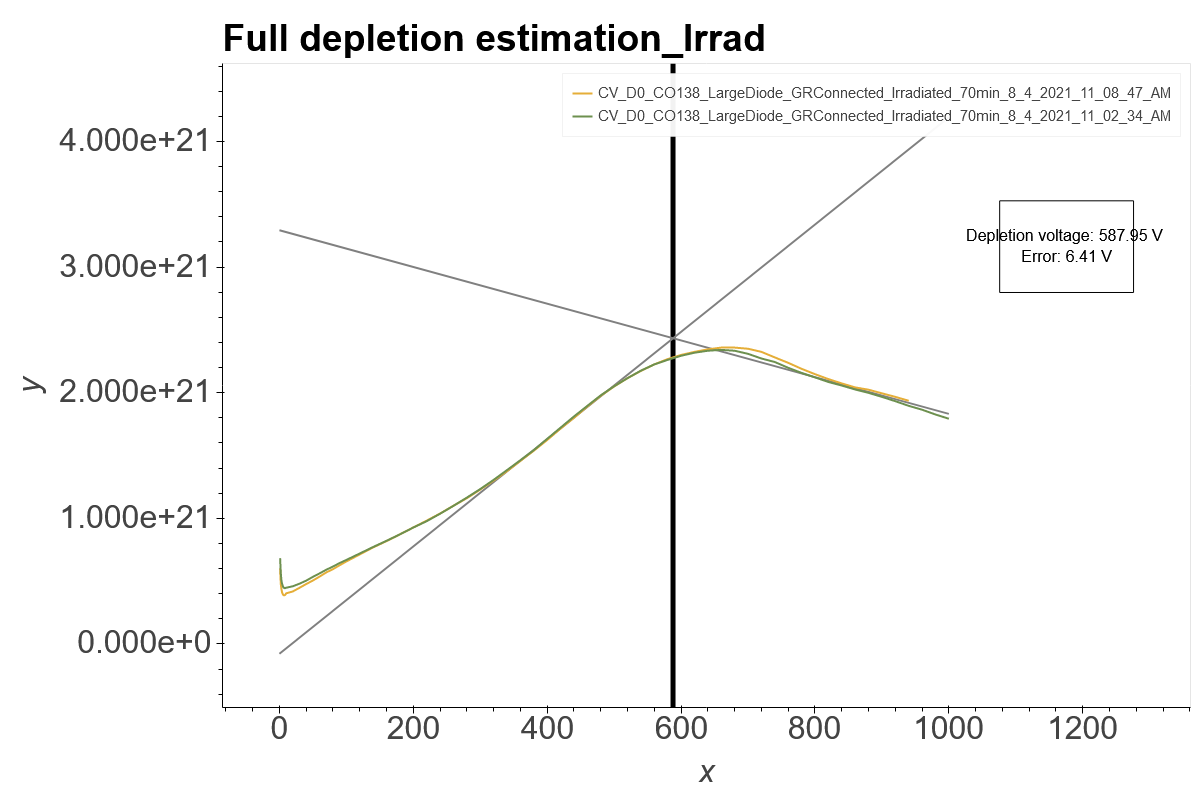 Full depletion estimation_Irrad
CV_D0_CO138_LargeDiode_GRConnected_Irradiated_70min_8_4_2021_11_08_47_AM
CV_D0_CO138_LargeDiode_GRConnected_Irradiated_70min_8_4_2021_11_02_34_AM
4.000e+21
3.000e+21
2.000e+21
1.000e+21
0.000e+0
y
Depletion voltage: 587.95 V
Error: 6.41 V
0 200 400 600 800 1000 1200
x